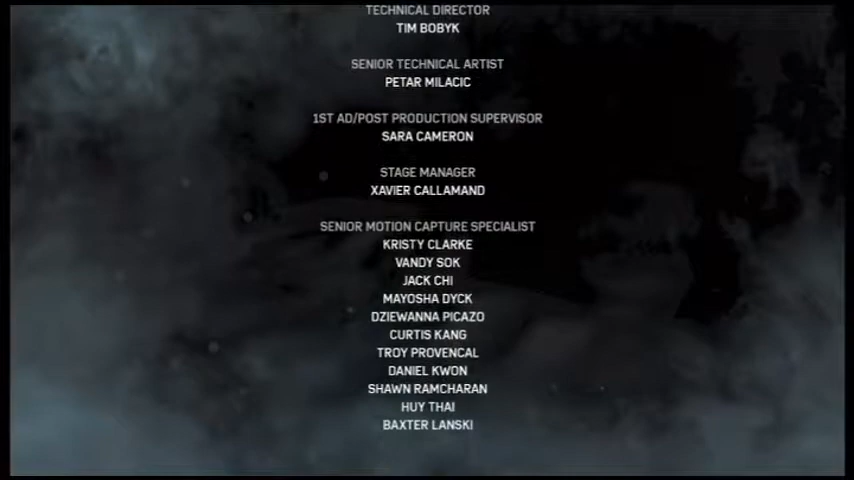 TECHNICAL DIRECTOR
TIM BOBYK
SENIOR TECHNICAL ARTIST
PETAR MILACIC
1ST AD/POST PRODUCTION SUPERVISOR
SARA CAMERON
STAGE MANAGER
XAVIER CALLAMAND
SENIOR MOTION CAPTURE SPECIALIST
KRISTY CLARKE
VANDY SOK
JACK CHI
MAYOSHA DYCK
DZIEWANNA PICAZO
CURTIS KANG
TROY PROVENCAL
DANIEL KWON
SHAWN RAMCHARAN
HUY THAI
BAXTER LANSKI